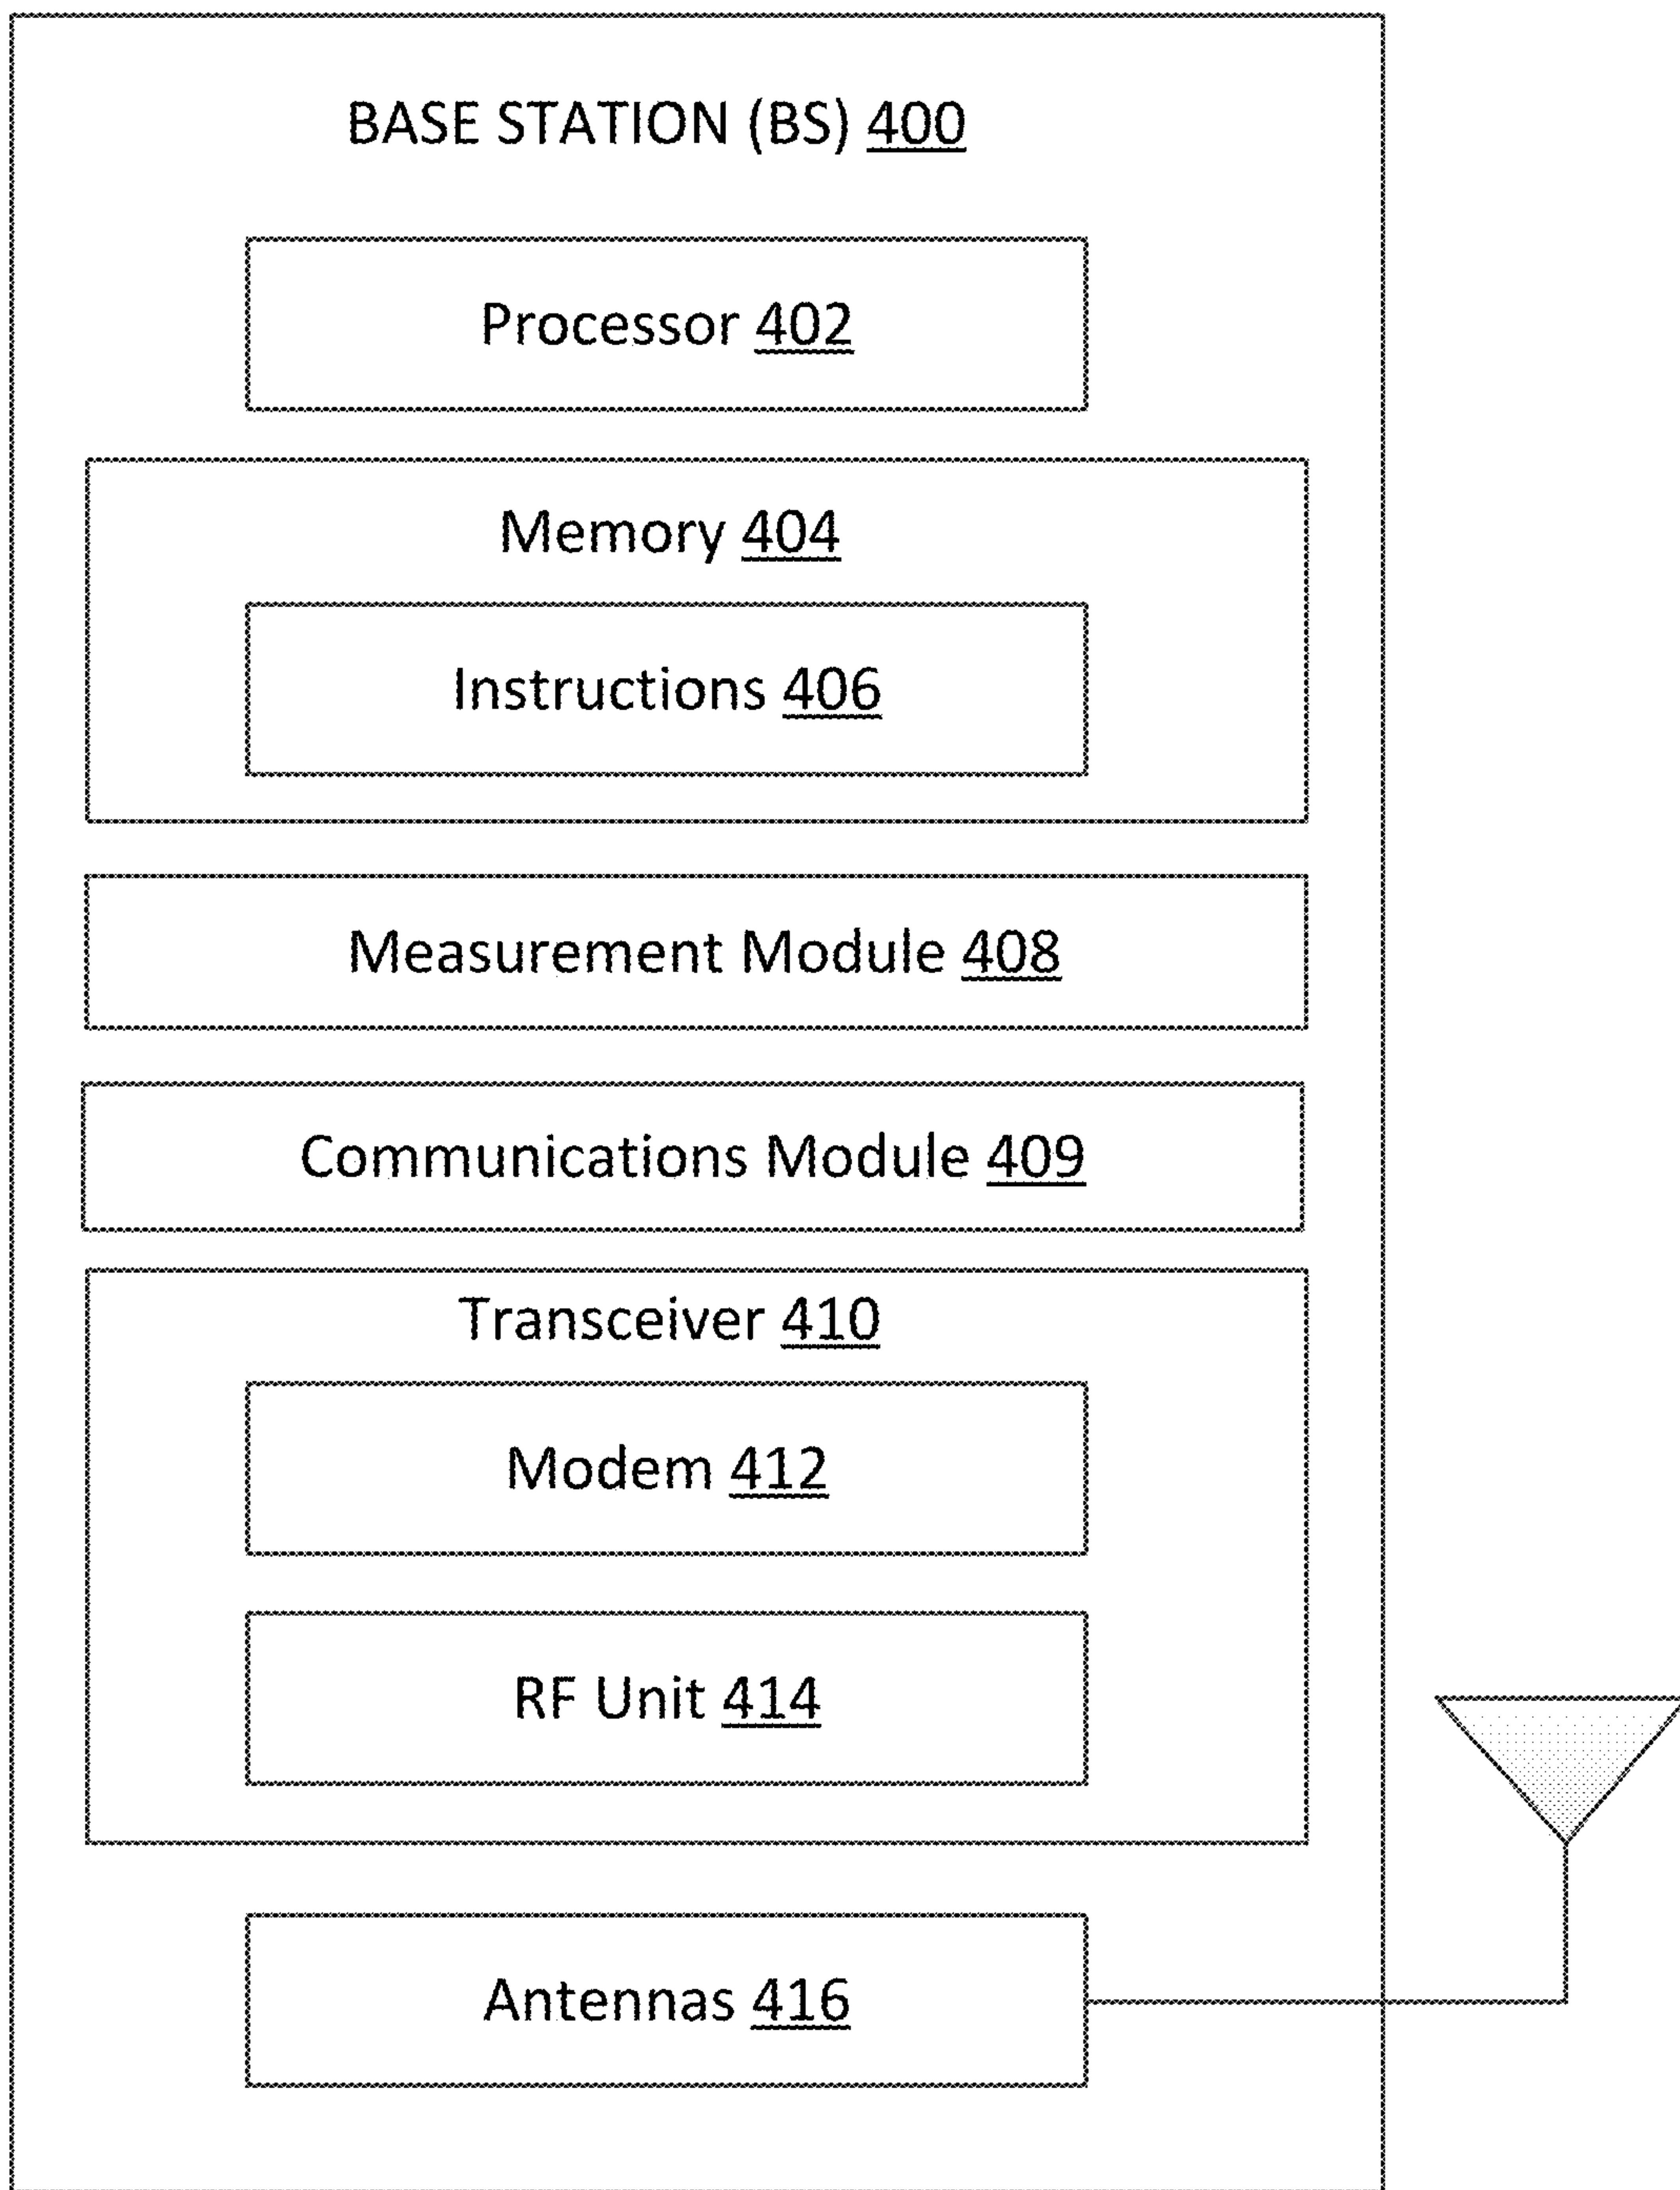 BASE STATION (BS) 400
Processor 402
Memory 404
Instructions 406
Measurement Module 408
Communications Module 409
Transceiver 410
Modem 412
RF Unit 414
Antennas 416